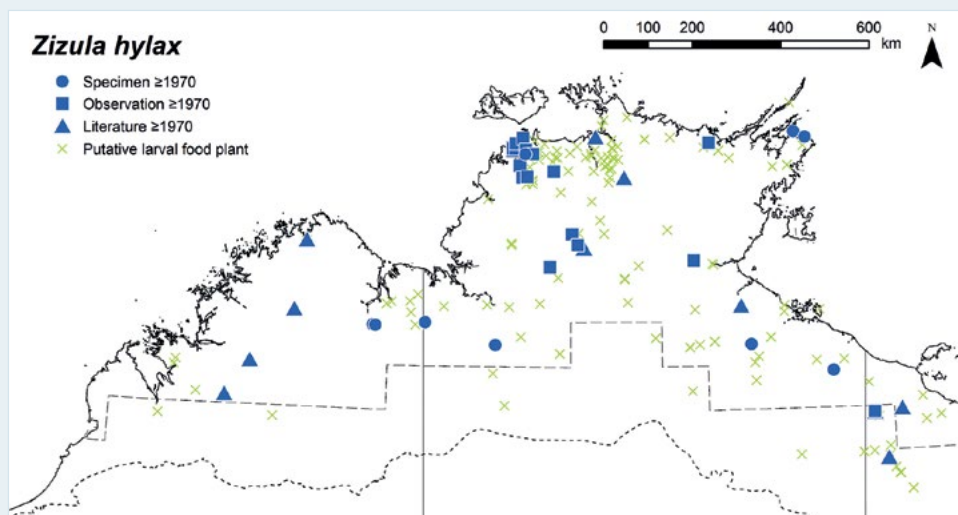 Zizula hylax
Specimen ≥1970
Observation ≥1970
Literature ≥1970
Putative larval food plant
0 100 200 400 600
km
N